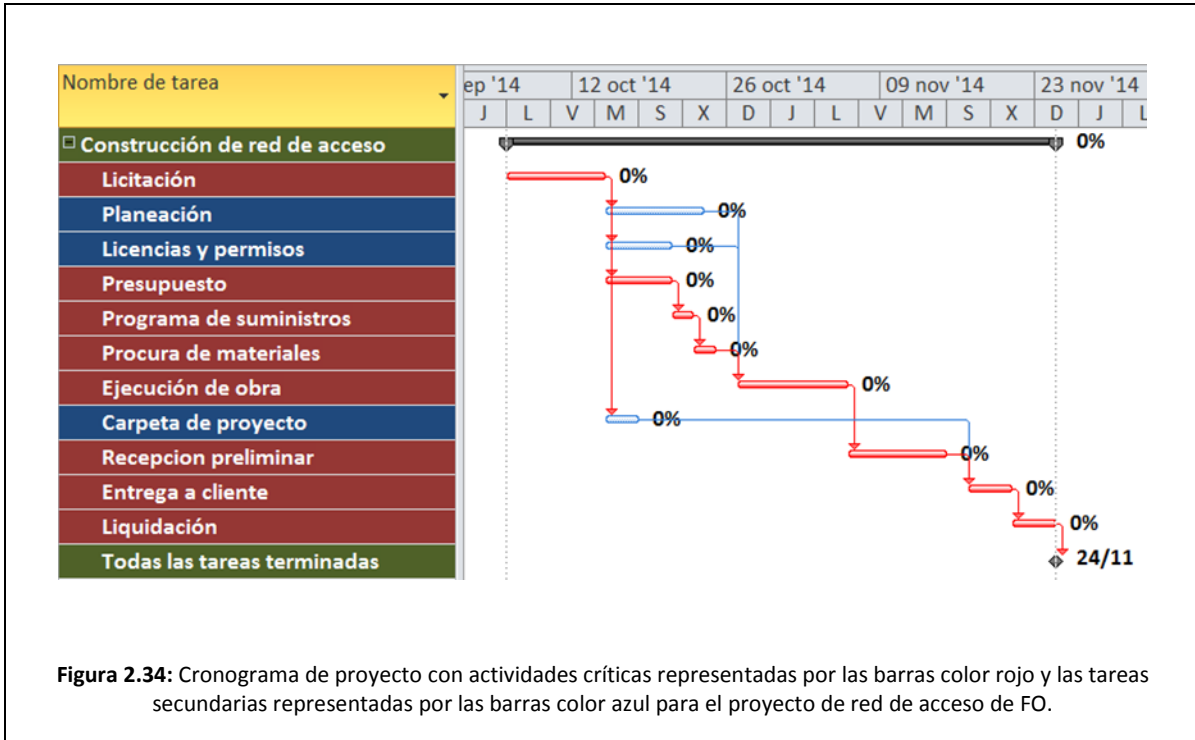 Nombre de tarea
ep '14 12 oct '14 26 oct '14 09 nov '14 23 nov '14
J L V M S X D J L V M S X D J L
Construcción de red de acceso 0%
Licitación 0%
Planeación 0%
Licencias y permisos 0%
Presupuesto 0%
Programa de suministros 0%
Procura de materiales 0%
Ejecución de obra 0%
Carpeta de proyecto 0%
Recepcion preliminar 0%
Entrega a cliente 0%
Liquidación 0%
Todas las tareas terminadas 24/11
Figura 2.34: Cronograma de proyecto con actividades críticas representadas por las barras color rojo y las tareas
secundarias representadas por las barras color azul para el proyecto de red de acceso de FO.